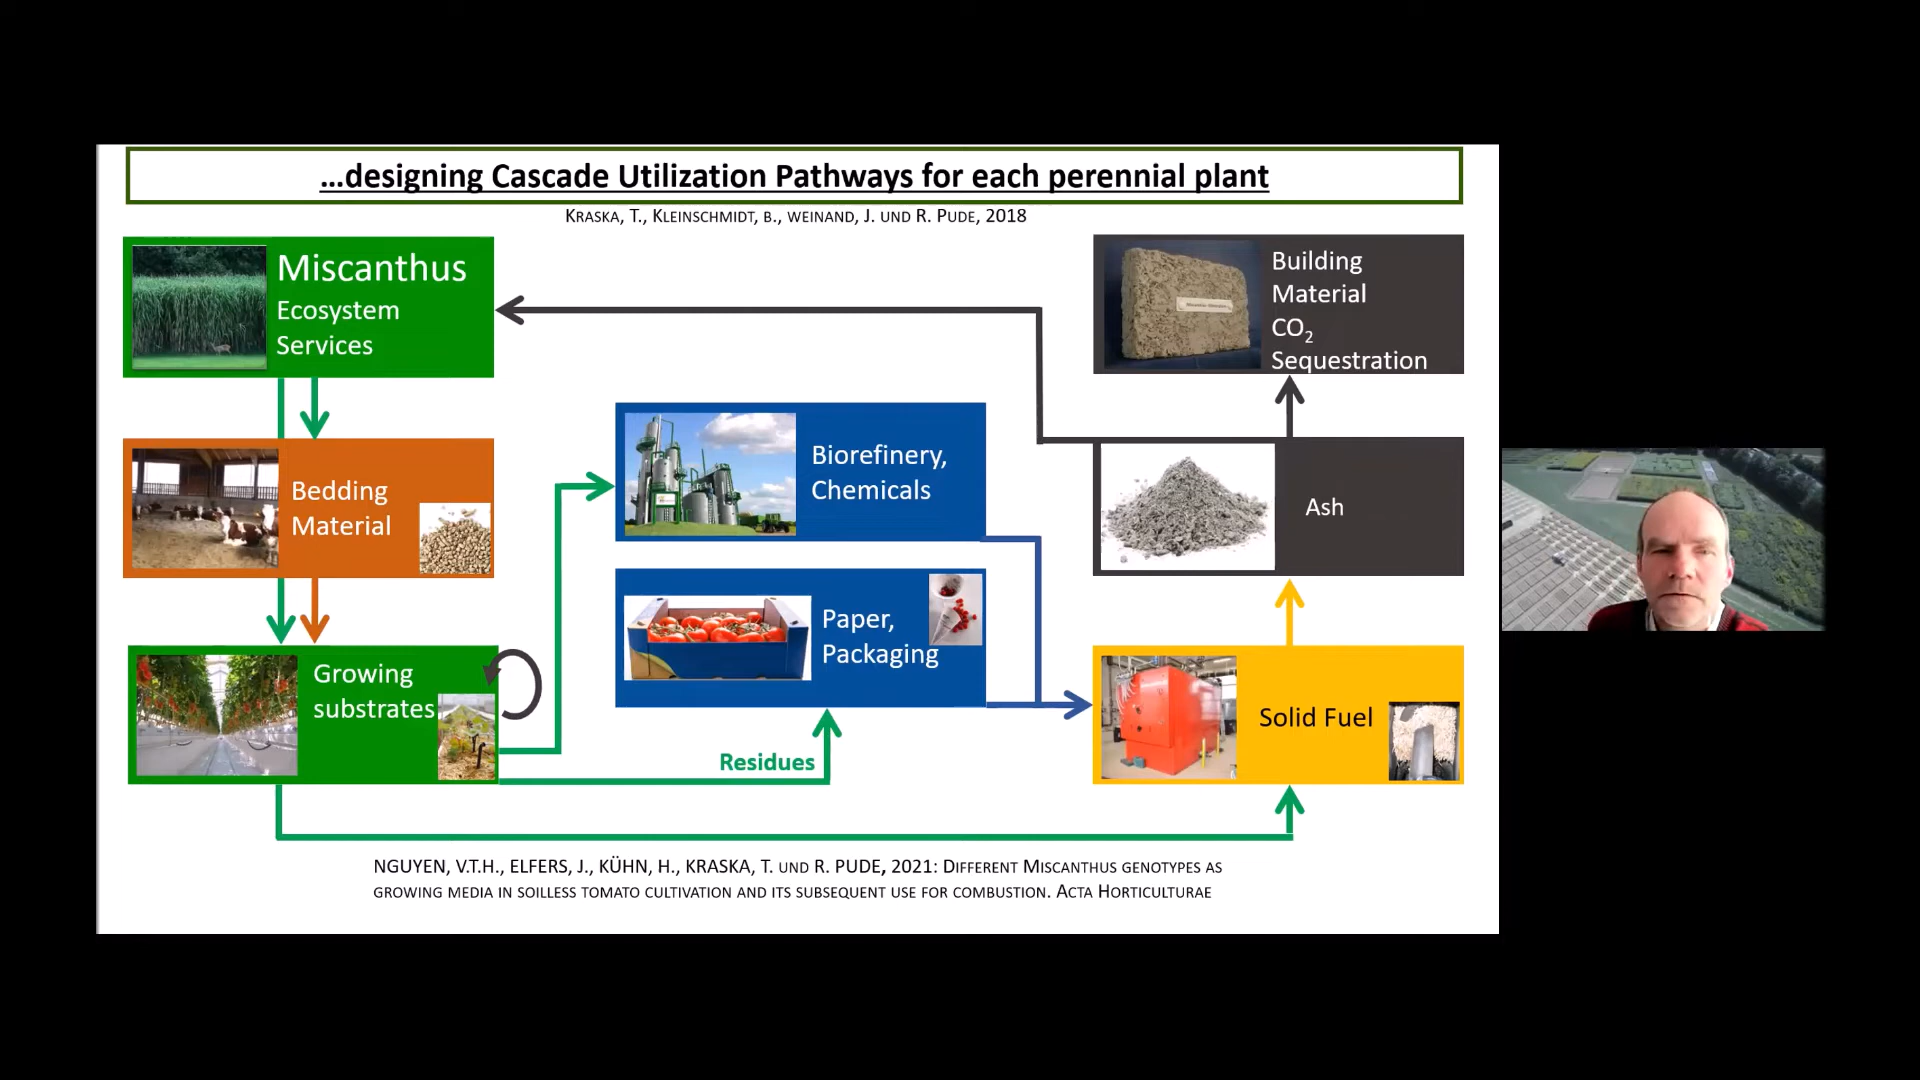 ...designing Cascade Utilization Pathways for each perennial plant
KRASKA, T., KLEINSCHMIDT, B., WEINAND, J. UND R. PUDE, 2018
Miscanthus
Ecosystem
Services
Building
Material
CO₂
Sequestration
Biorefinery,
Chemicals
Bedding
Material
Ash
Paper,
Packaging
Growing
substrates
Solid Fuel
Residues
NGUYEN, V.T.H., ELFERS, J., KÜHN, H., KRASKA, T. UND R. PUDE, 2021: DIFFERENT MISCANTHUS GENOTYPES AS
GROWING MEDIA IN SOILLESS TOMATO CULTIVATION AND ITS SUBSEQUENT USE FOR COMBUSTION. ACTA HORTICULTURAE